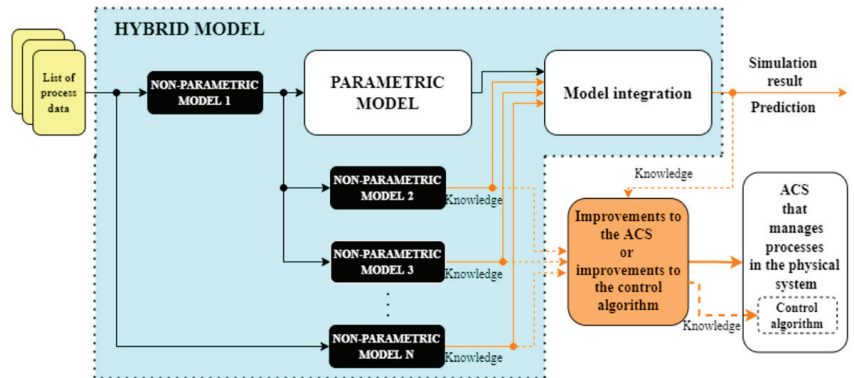 HYBRID MODEL
List of
process
data
NON-PARAMETRIC
MODEL 1
PARAMETRIC
MODEL
Model integration
Simulation
result
Prediction
NON-PARAMETRIC
MODEL 2
Knowledge
NON-PARAMETRIC
MODEL 3
Knowledge
NON-PARAMETRIC
MODEL N
Knowledge
Knowledge
Improvements to
the ACS
or
improvements to
the control
algorithm
Knowledge
ACS
that
manages
processes
in the physical
system
Control
algorithm